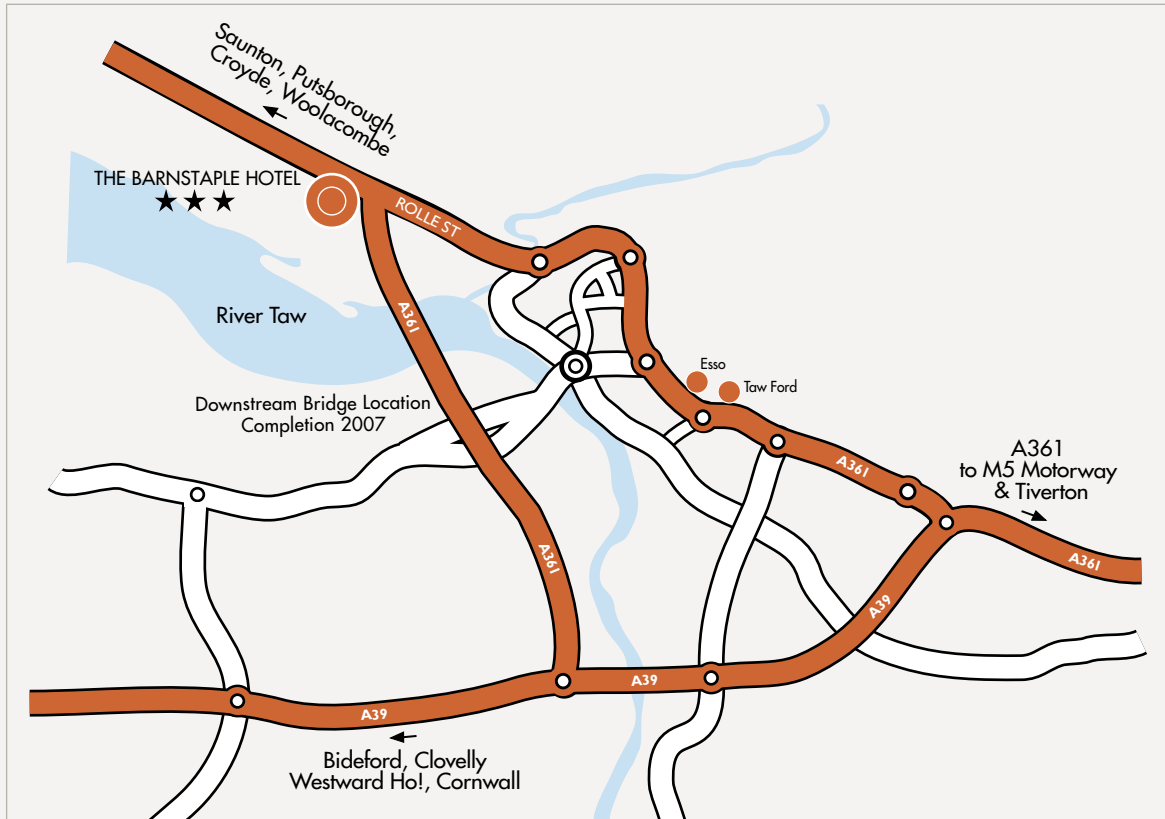 Saunton, Putsborough,
Croyde, Woolacombe
THE BARNSTAPLE HOTEL
ROLLE ST
A361
River Taw
Esso
Taw Ford
Downstream Bridge Location
Completion 2007
A361
A361
to M5 Motorway
& Tiverton
A361
A361
A39
A39
A39
Bideford, Clovelly
Westward Ho!, Cornwall